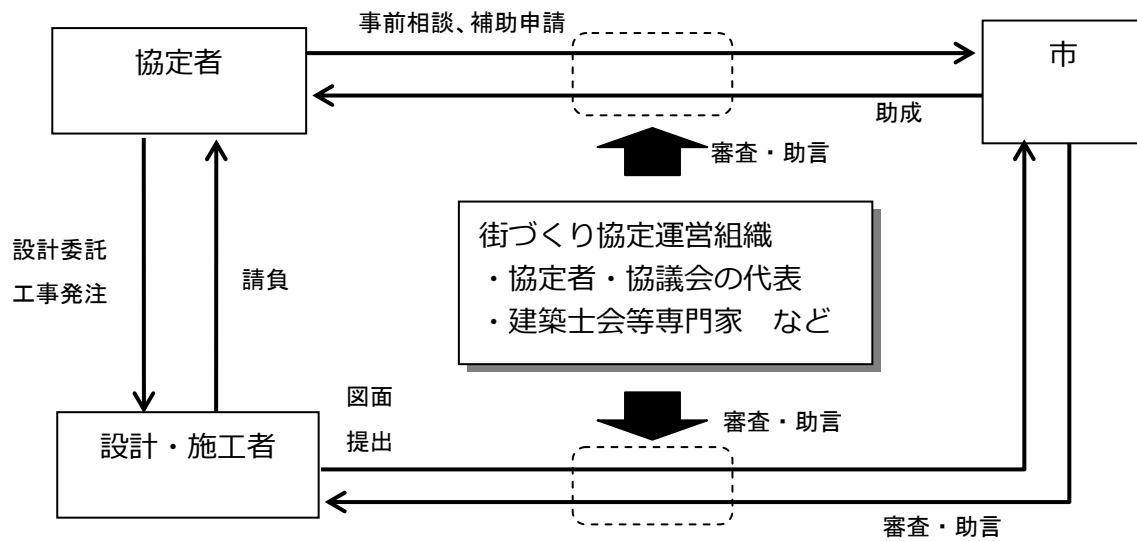 事前相談、補助申請
協定者
市
助成
審査・助言
街づくり協定運営組織
・協定者・協議会の代表
・建築士会等専門家　など
設計委託
工事発注
請負
図面
提出
審査・助言
設計・施工者
審査・助言